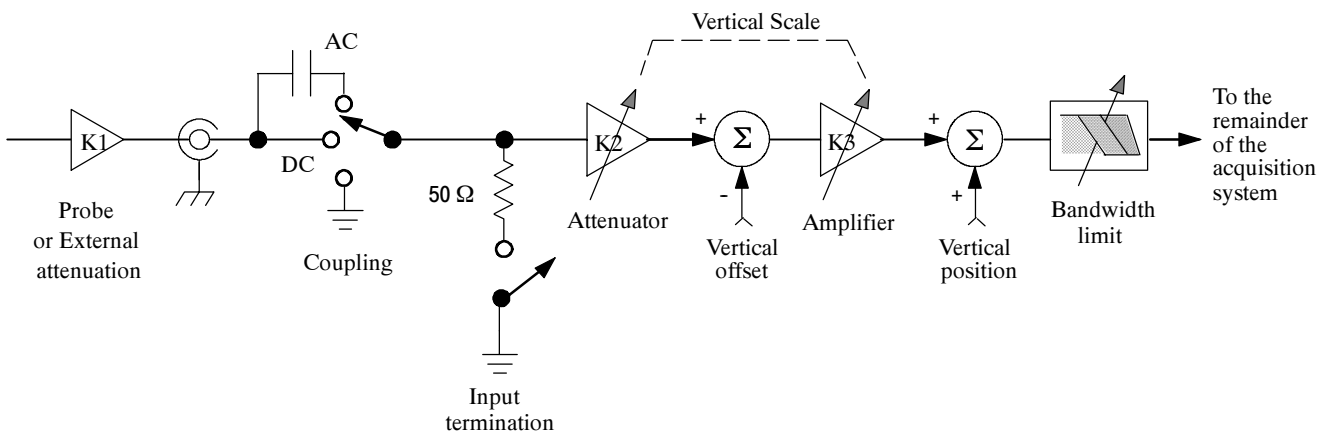 Vertical Scale
AC
DC
Coupling
K1
Probe
or External
attenuation
50 Ω
Input
termination
K2
Attenuator
+
Σ
-
Vertical
offset
K3
Amplifier
+
Σ
+
Vertical
position
Bandwidth
limit
To the
remainder
of the
acquisition
system